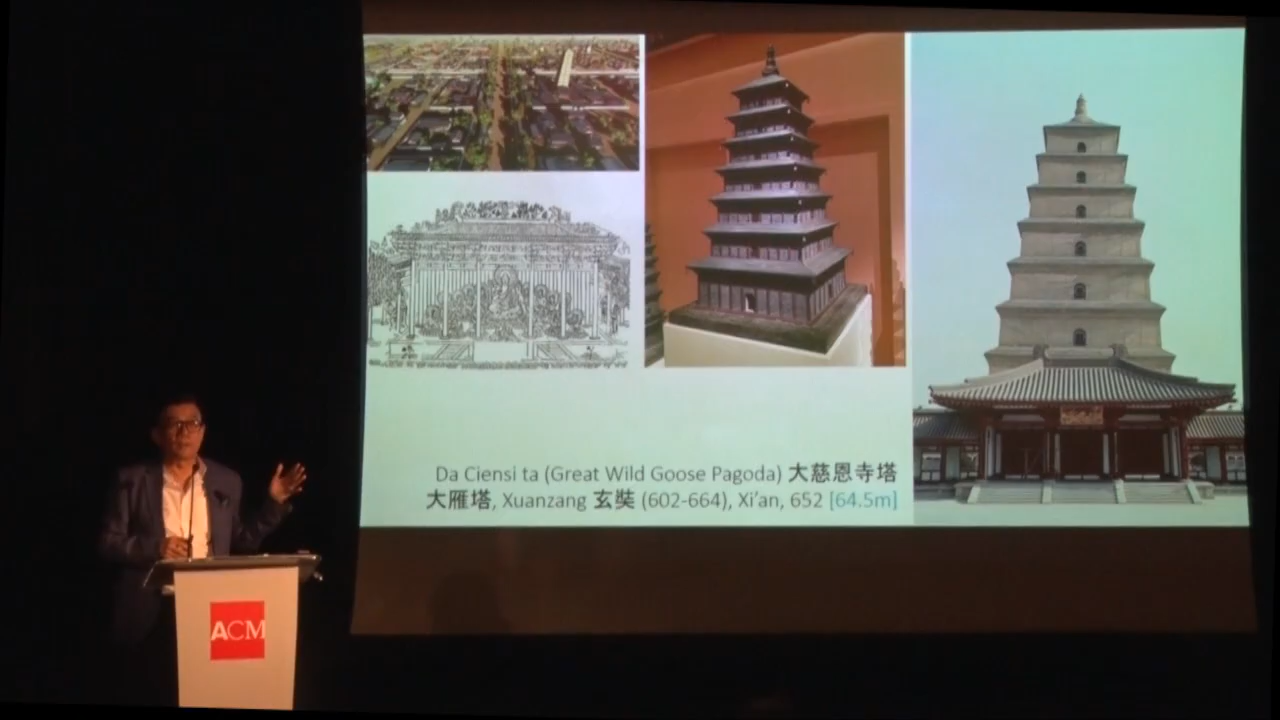 Da Ciensi ta (Great Wild Goose Pagoda) 大慈恩寺塔
大雁塔, Xuanzang 玄奘 (602-664), Xi'an, 652 [64.5m]
ACM